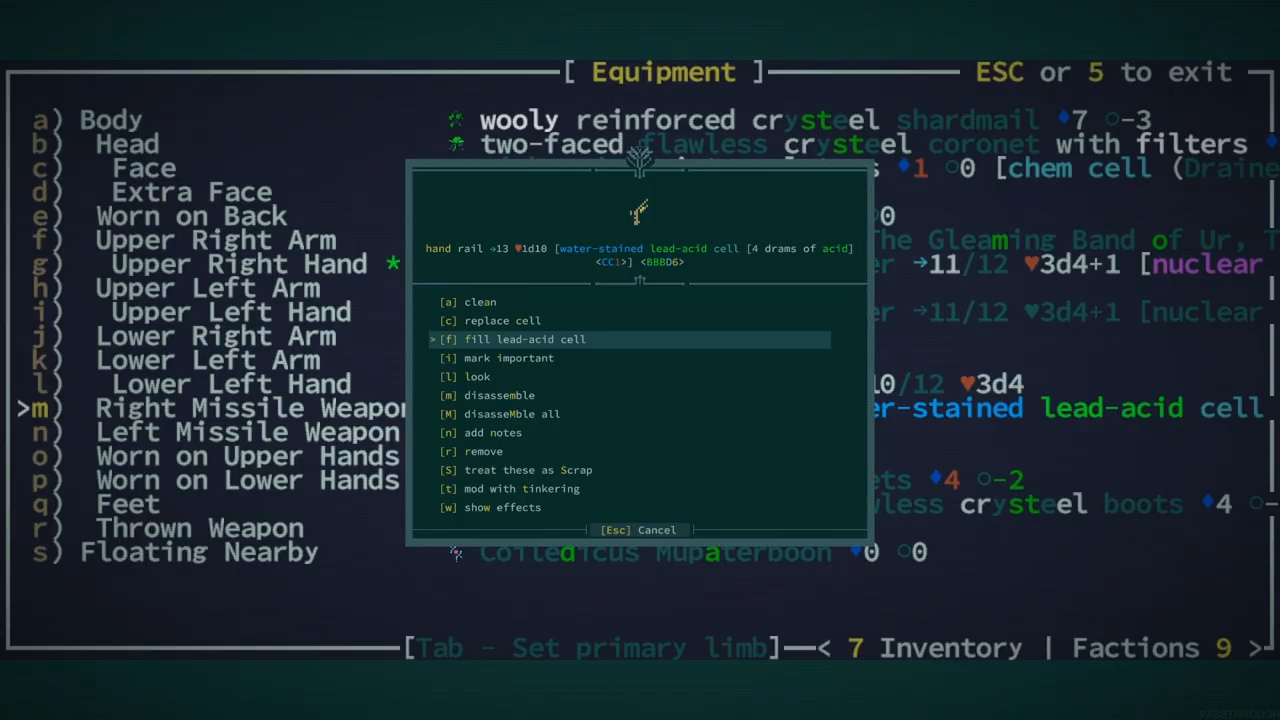 [ Equipment ] ESC or 5 to exit
a) Body wooly reinforced crysteel shardmail ♦7 ○-3
b) Head two-faced flawless crysteel coronet with filters
c) Face ♦1 ○0 [chem cell (Draine
d) Extra Face
e) Worn on Back 0
f) Upper Right Arm The Gleaming Band of Ur, T
g) Upper Right Hand * er →11/12 ♥3d4+1 [nuclear
h) Upper Left Arm
i) Upper Left Hand er →11/12 ♥3d4+1 [nuclear
j) Lower Right Arm
k) Lower Left Arm
l) Lower Left Hand 10/12 ♥3d4
>m) Right Missile Weapon er-stained lead-acid cell
n) Left Missile Weapon
o) Worn on Upper Hands
p) Worn on Lower Hands ets ♦4 ○-2
q) Feet wless crysteel boots ♦4 ○-
r) Thrown Weapon
s) Floating Nearby Coiledicus Mupaterboon ♦0 ○0
[Tab - Set primary limb] < 7 Inventory | Factions 9 >
hand rail →13 ♥1d10 [water-stained lead-acid cell [4 drams of acid]
<CC1>] <BBBD6>
[a] clean
[c] replace cell
> [f] fill lead-acid cell
[i] mark important
[l] look
[m] disassemble
[M] disasseMble all
[n] add notes
[r] remove
[S] treat these as Scrap
[t] mod with tinkering
[w] show effects
[Esc] Cancel